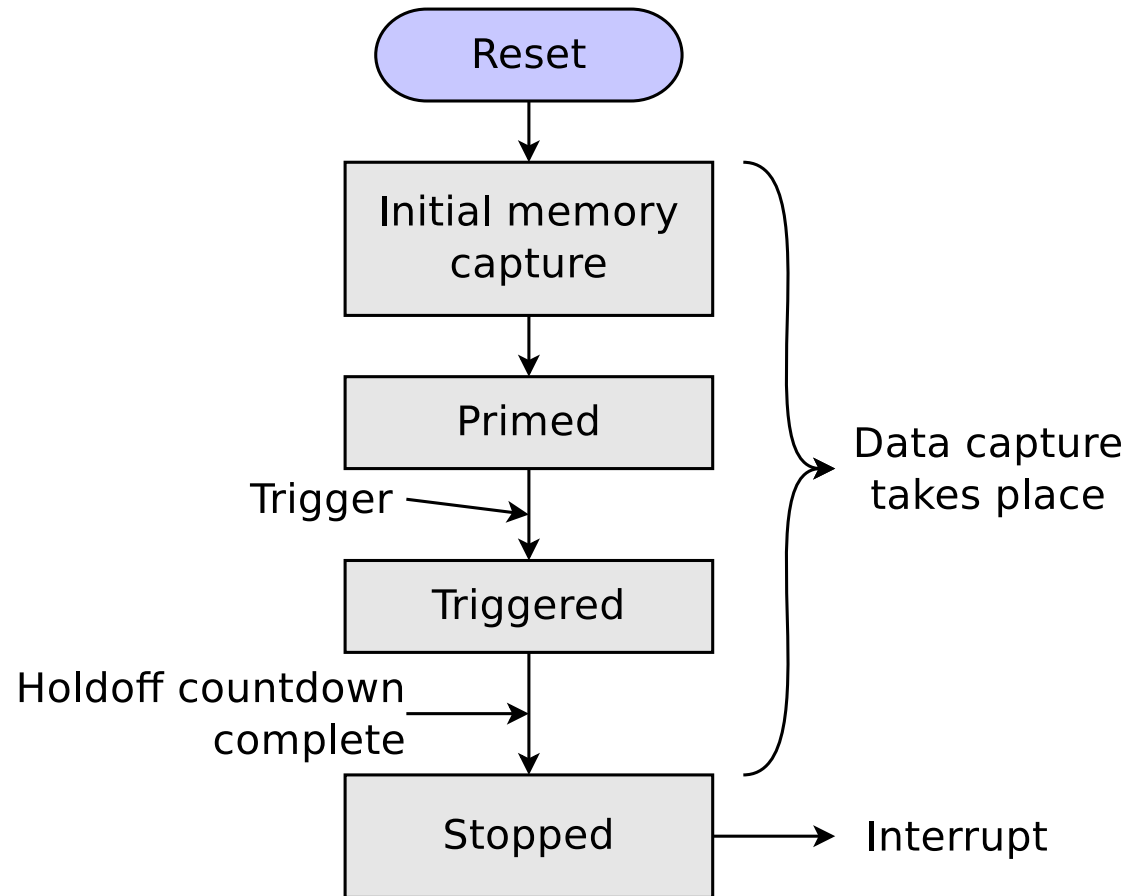 Reset
Initial memory
capture
Primed
Trigger
Data capture
takes place
Triggered
Holdoff countdown
complete
Stopped
Interrupt